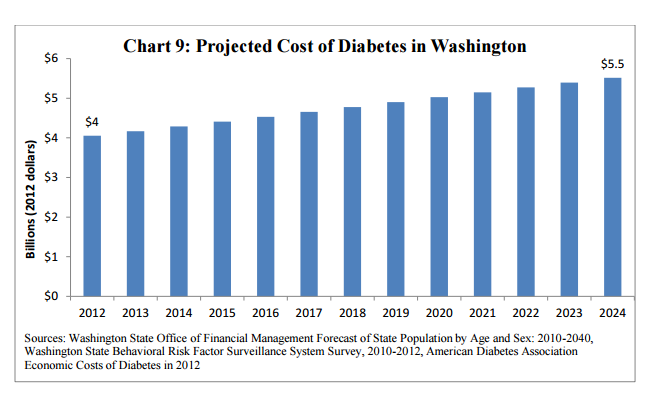 Chart 9: Projected Cost of Diabetes in Washington
Billions (2012 dollars)
$6
$5
$4
$3
$2
$1
$0
$4
$5.5
2012 2013 2014 2015 2016 2017 2018 2019 2020 2021 2022 2023 2024
Sources: Washington State Office of Financial Management Forecast of State Population by Age and Sex: 2010-2040,
Washington State Behavioral Risk Factor Surveillance System Survey, 2010-2012, American Diabetes Association
Economic Costs of Diabetes in 2012